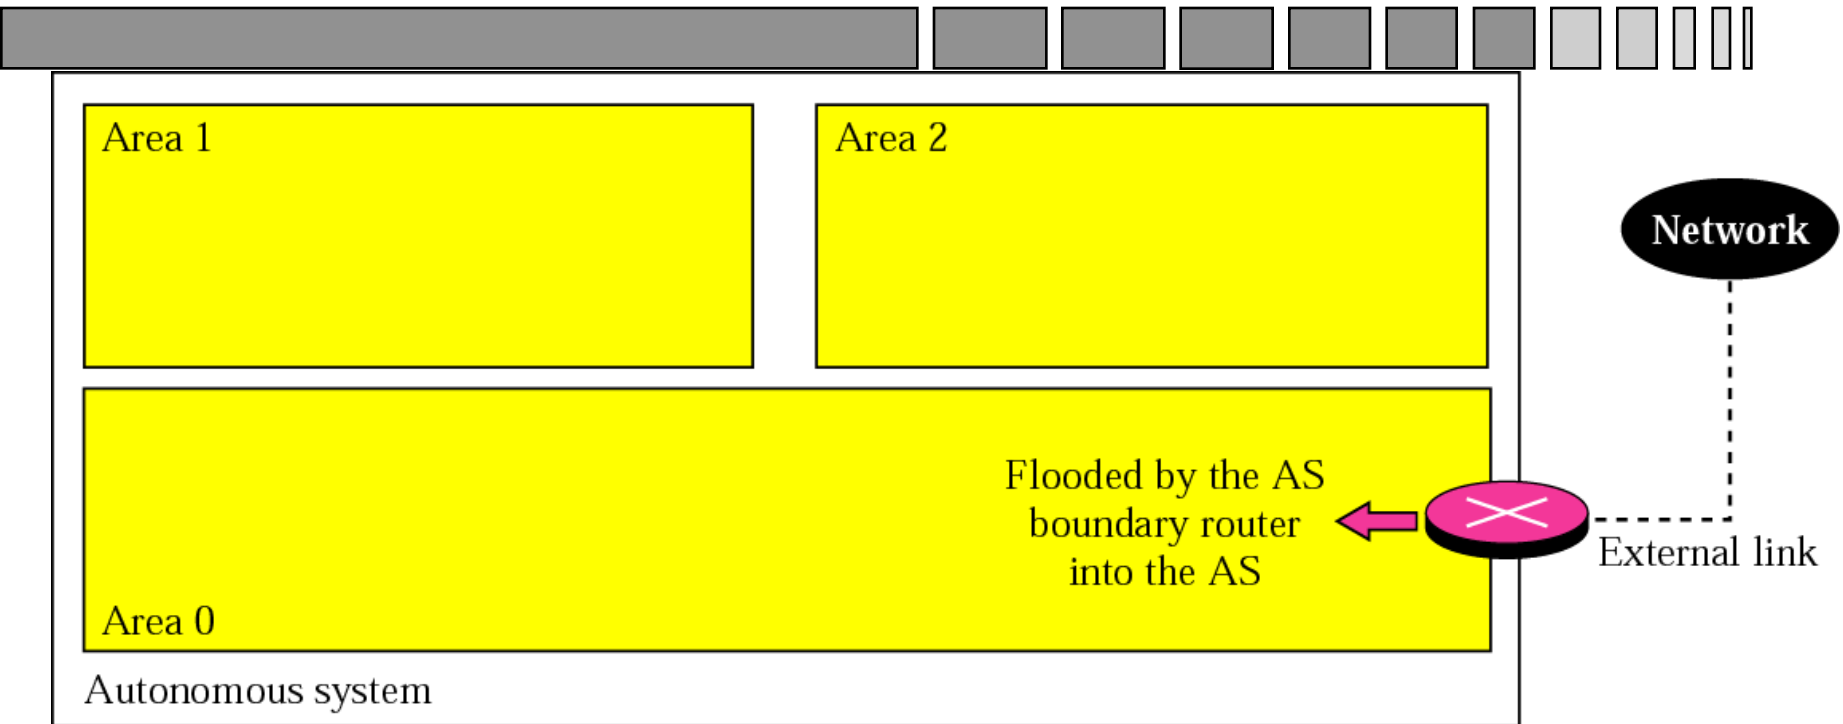 Area 1
Area 2
Network
Flooded by the AS
boundary router
into the AS
External link
Area 0
Autonomous system